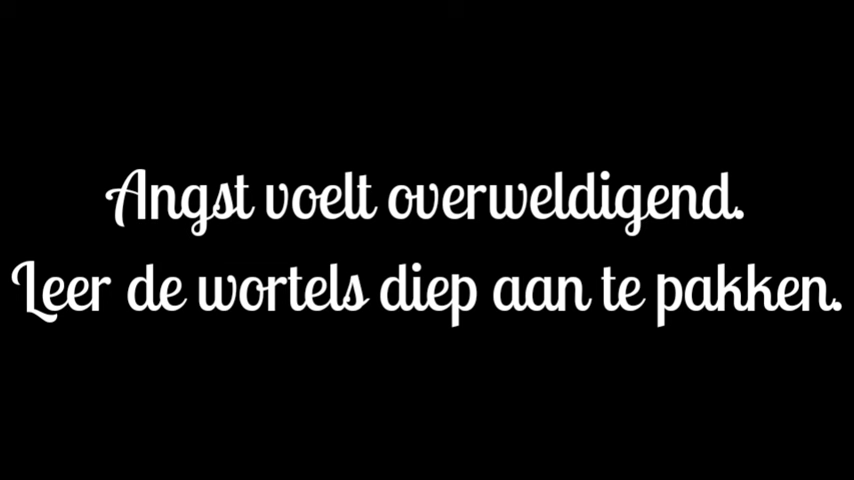 Angst voelt overweldigend.
Leer de wortels diep aan te pakken.